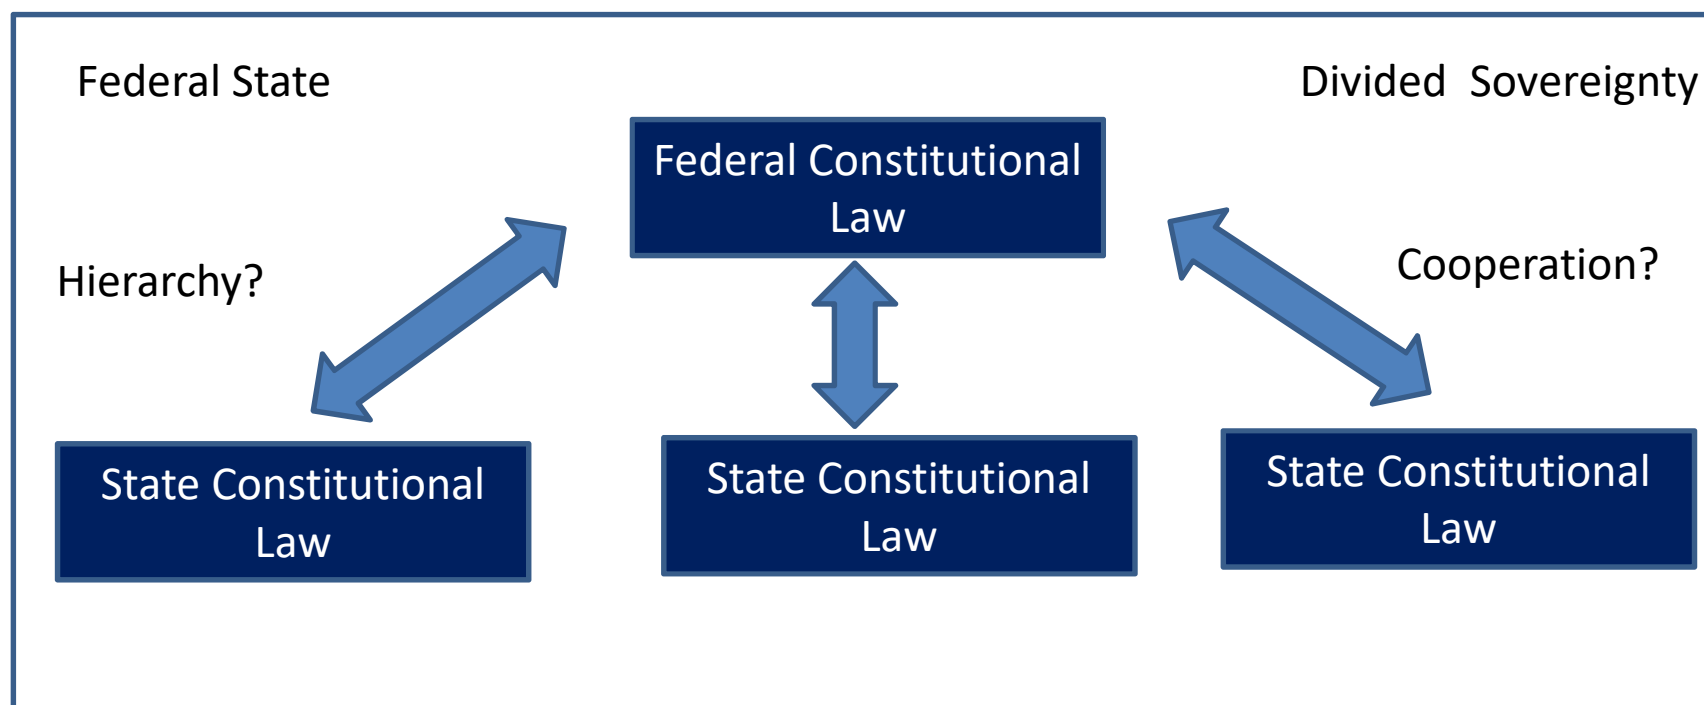 Federal State
Divided Sovereignty
Federal Constitutional
Law
Hierarchy?
Cooperation?
State Constitutional
Law
State Constitutional
Law
State Constitutional
Law